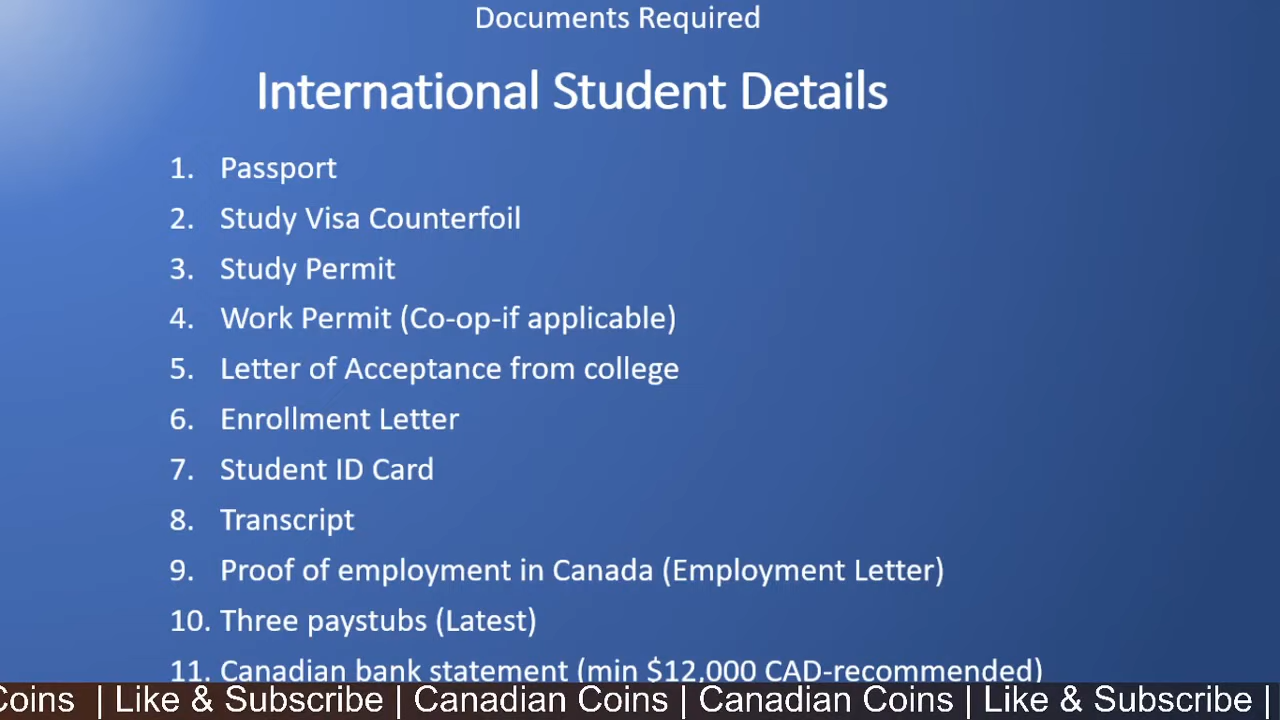 Documents Required
International Student Details
1. Passport
2. Study Visa Counterfoil
3. Study Permit
4. Work Permit (Co-op-if applicable)
5. Letter of Acceptance from college
6. Enrollment Letter
7. Student ID Card
8. Transcript
9. Proof of employment in Canada (Employment Letter)
10. Three paystubs (Latest)
11. Canadian bank statement (min $12,000 CAD-recommended)
Coins | Like & Subscribe | Canadian Coins | Canadian Coins | Like & Subscribe |